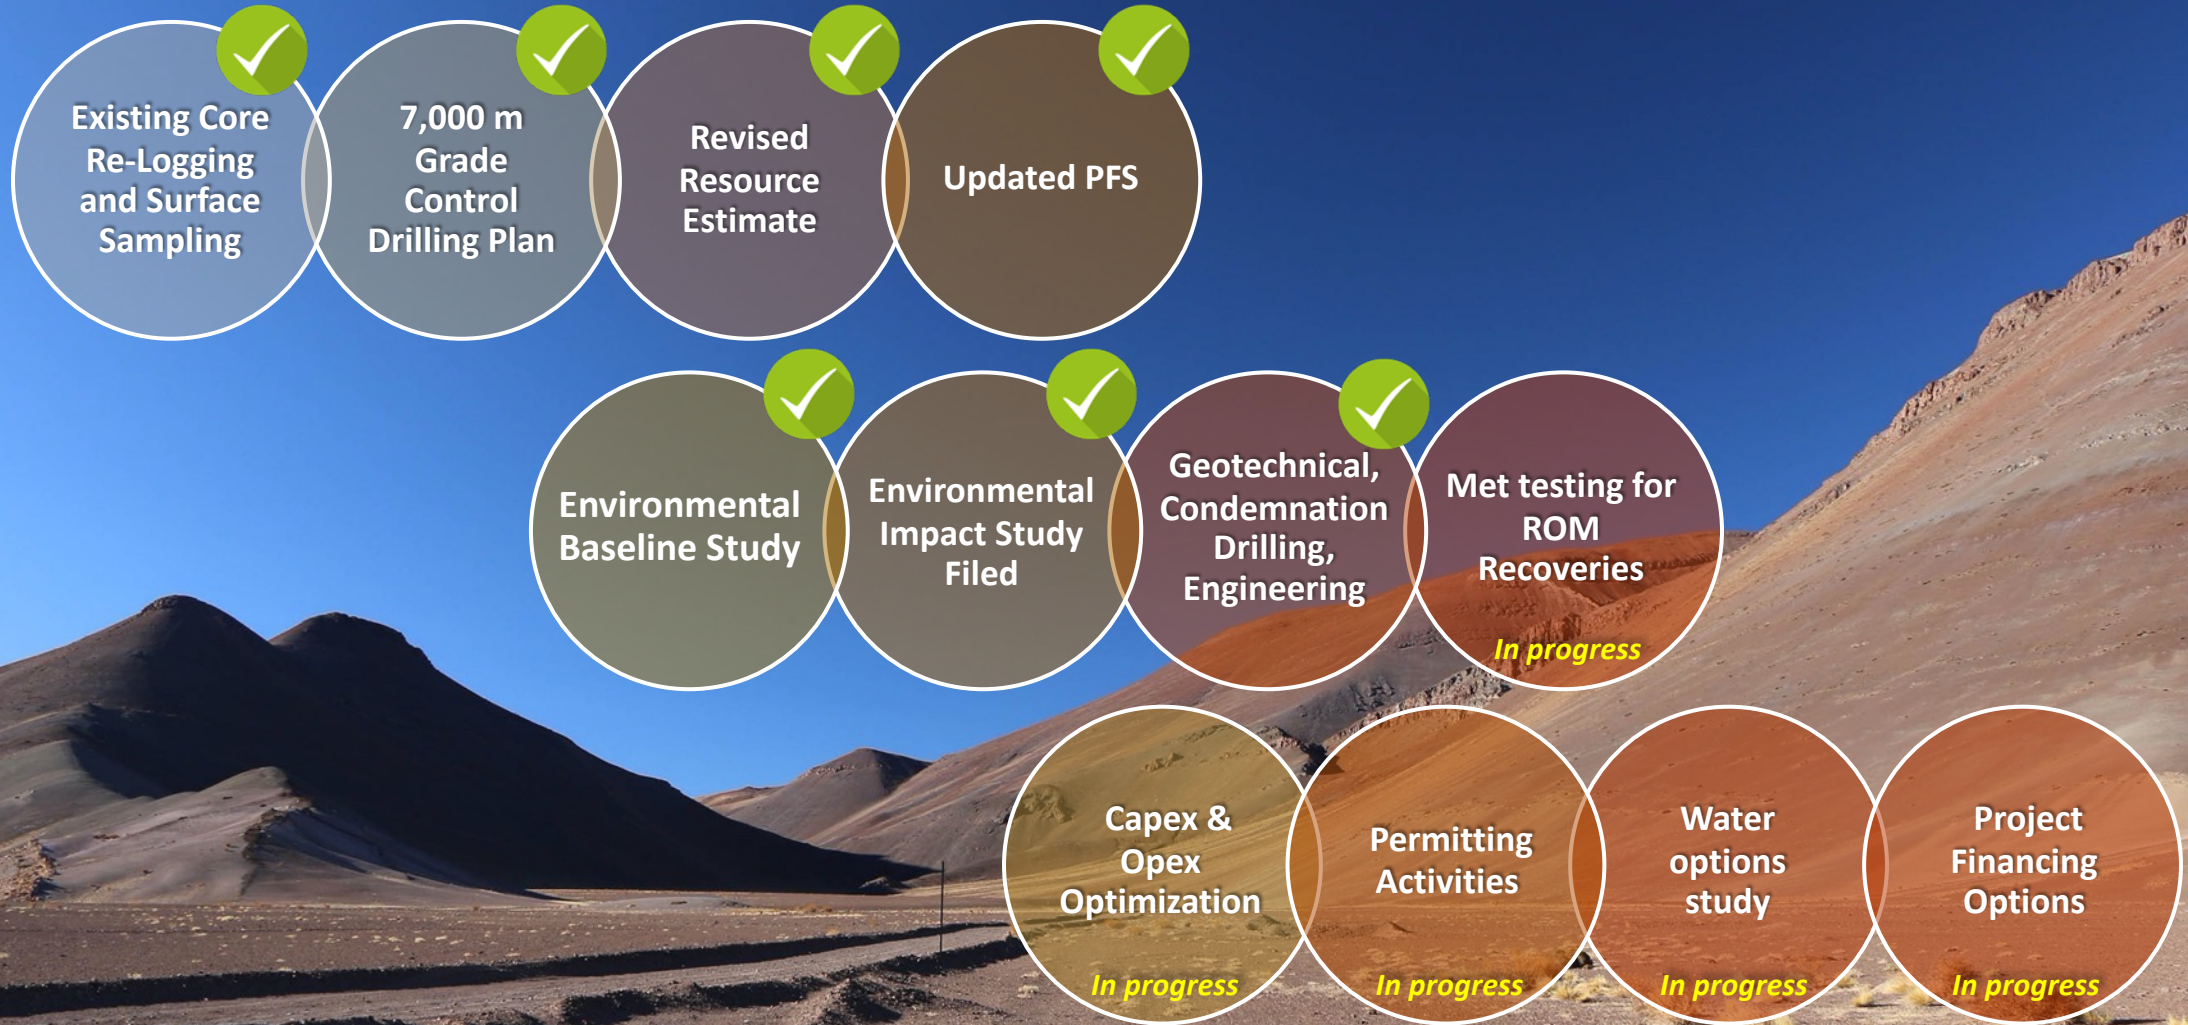 Existing Core
Re-Logging
and Surface
Sampling
7,000 m
Grade
Control
Drilling Plan
Revised
Resource
Estimate
Updated PFS
Environmental
Baseline Study
Environmental
Impact Study
Filed
Geotechnical,
Condemnation
Drilling,
Engineering
Met testing for
ROM
Recoveries
In progress
Capex &
Opex
Optimization
In progress
Permitting
Activities
In progress
Water
options
study
In progress
Project
Financing
Options
In progress